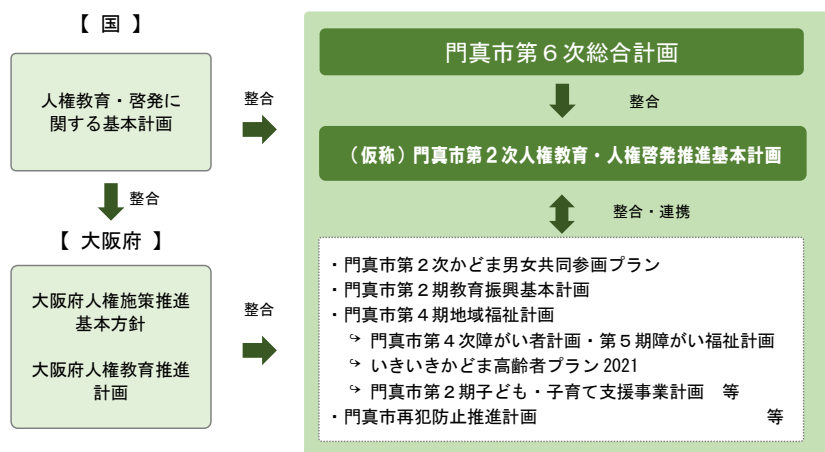 【 国 】
人権教育・啓発に
関する基本計画
整合
整合
【 大阪府 】
大阪府人権施策推進
基本方針
大阪府人権教育推進
計画
整合
門真市第６次総合計画
整合
（仮称）門真市第２次人権教育・人権啓発推進基本計画
整合・連携
・門真市第２次かどま男女共同参画プラン
・門真市第２期教育振興基本計画
・門真市第４期地域福祉計画
↪ 門真市第４次障がい者計画・第５期障がい福祉計画
↪ いきいきかどま高齢者プラン 2021
↪ 門真市第２期子ども・子育て支援事業計画　等
・門真市再犯防止推進計画　等